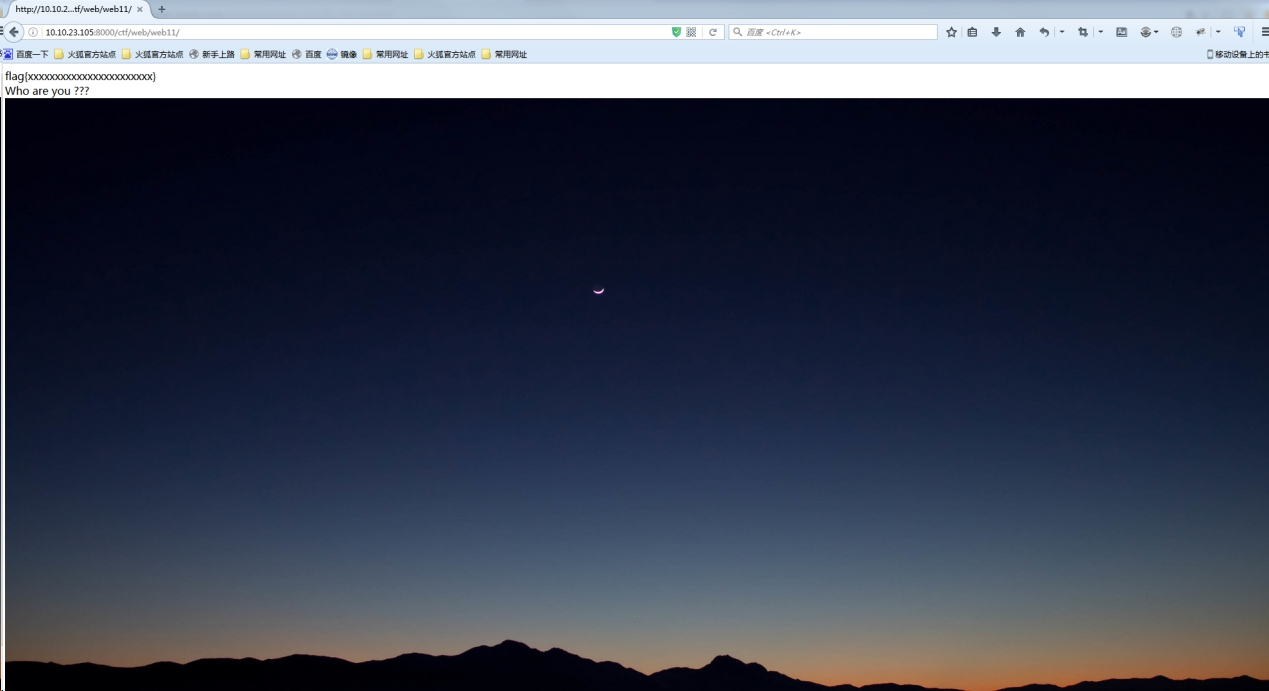 http://10.10.2...tf/web/web11/
10.10.23.105:8000/ctf/web/web11/
百度 <Ctrl+K>
百度一下 火狐官方站点 火狐官方站点 新手上路 常用网址 百度 镜像 常用网址 火狐官方站点 常用网址
移动设备上的
flag{xxxxxxxxxxxxxxxxxxxxxxx}
Who are you ???